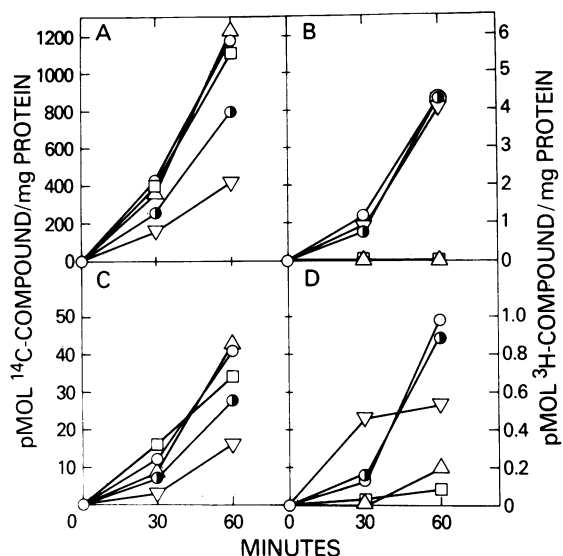 A
B
1200
1000
800
600
400
200
0
6
5
4
3
2
1
0
C
D
50
40
30
20
10
1.0
0.8
0.6
0.4
0.2
0
0 30 60
0 30 60
MINUTES
pMOL ¹⁴C-COMPOUND/mg PROTEIN
pMOL ³H-COMPOUND/mg PROTEIN